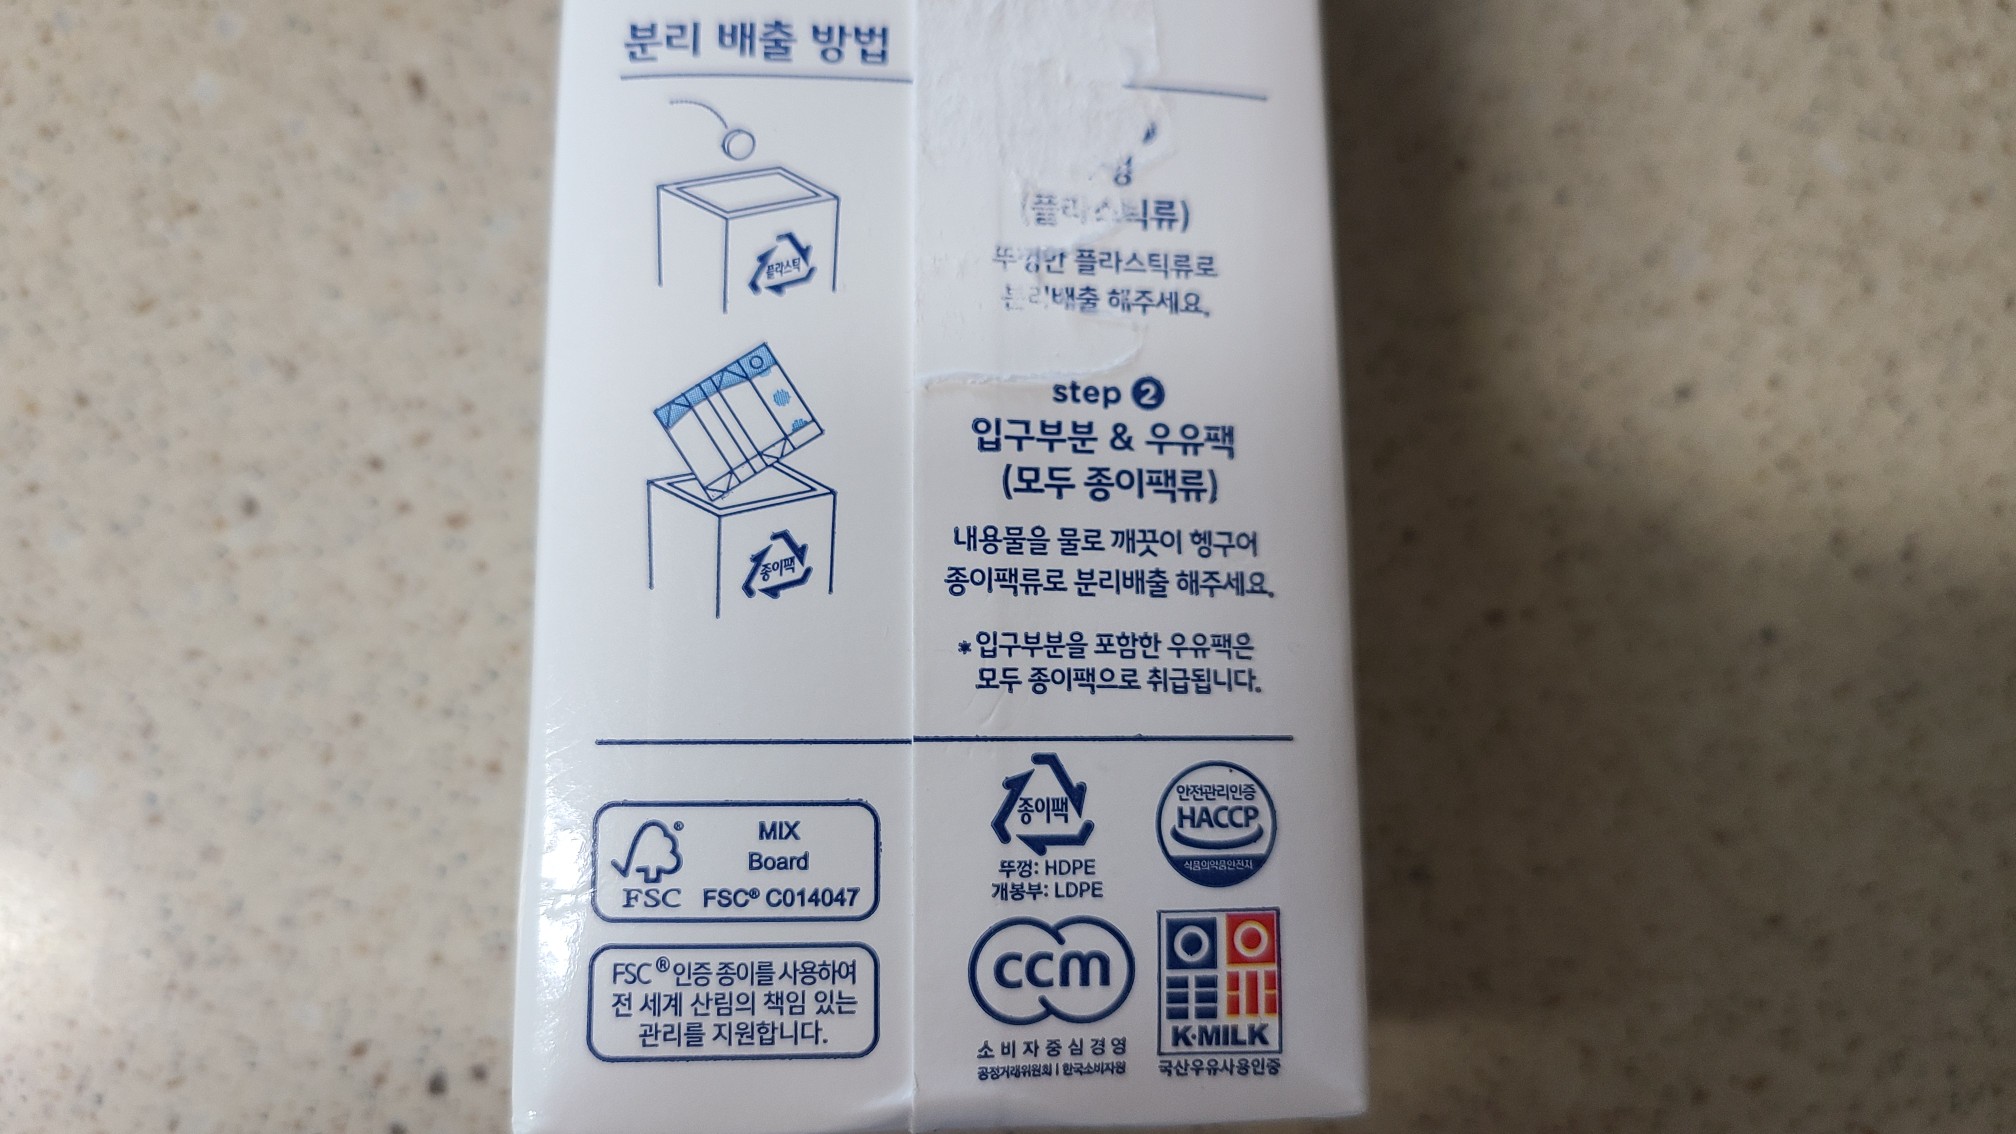 분리 배출 방법
플라스틱
(플라스틱류)
뚜껑만 플라스틱류로
분리배출 해주세요.
step 2
입구부분 & 우유팩
(모두 종이팩류)
내용물을 물로 깨끗이 헹구어
종이팩류로 분리배출 해주세요.
종이팩
*입구부분을 포함한 우유팩은
모두 종이팩으로 취급됩니다.
MIX
Board
FSC FSC® C014047
FSC®인증 종이를 사용하여
전 세계 산림의 책임 있는
관리를 지원합니다.
종이팩
뚜껑: HDPE
개봉부: LDPE
안전관리인증
HACCP
식품의약품안전처
ccm
소비자중심경영
공정거래위원회 | 한국소비자원
K·MILK
국산우유사용인증